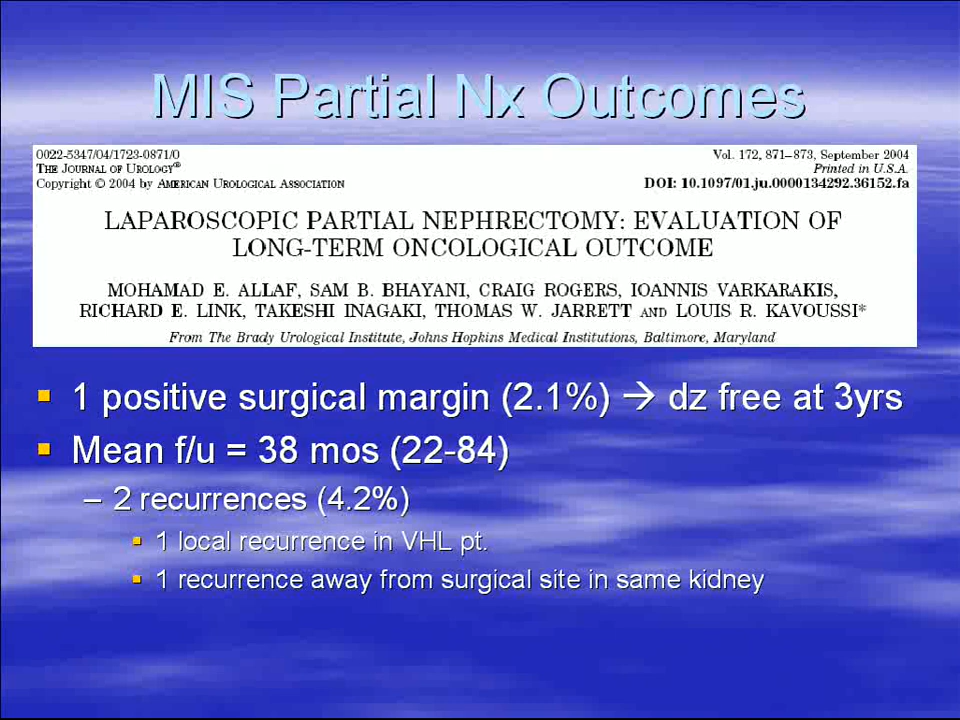 MIS Partial Nx Outcomes
0022-5347/04/1723-0871/0 Vol. 172, 871–873, September 2004
THE JOURNAL OF UROLOGY® Printed in U.S.A.
Copyright © 2004 by AMERICAN UROLOGICAL ASSOCIATION DOI: 10.1097/01.ju.0000134292.36152.fa
LAPAROSCOPIC PARTIAL NEPHRECTOMY: EVALUATION OF
LONG-TERM ONCOLOGICAL OUTCOME
MOHAMAD E. ALLAF, SAM B. BHAYANI, CRAIG ROGERS, IOANNIS VARKARAKIS,
RICHARD E. LINK, TAKESHI INAGAKI, THOMAS W. JARRETT AND LOUIS R. KAVOUSSI*
From The Brady Urological Institute, Johns Hopkins Medical Institutions, Baltimore, Maryland
▪ 1 positive surgical margin (2.1%) → dz free at 3yrs
▪ Mean f/u = 38 mos (22-84)
– 2 recurrences (4.2%)
▪ 1 local recurrence in VHL pt.
▪ 1 recurrence away from surgical site in same kidney